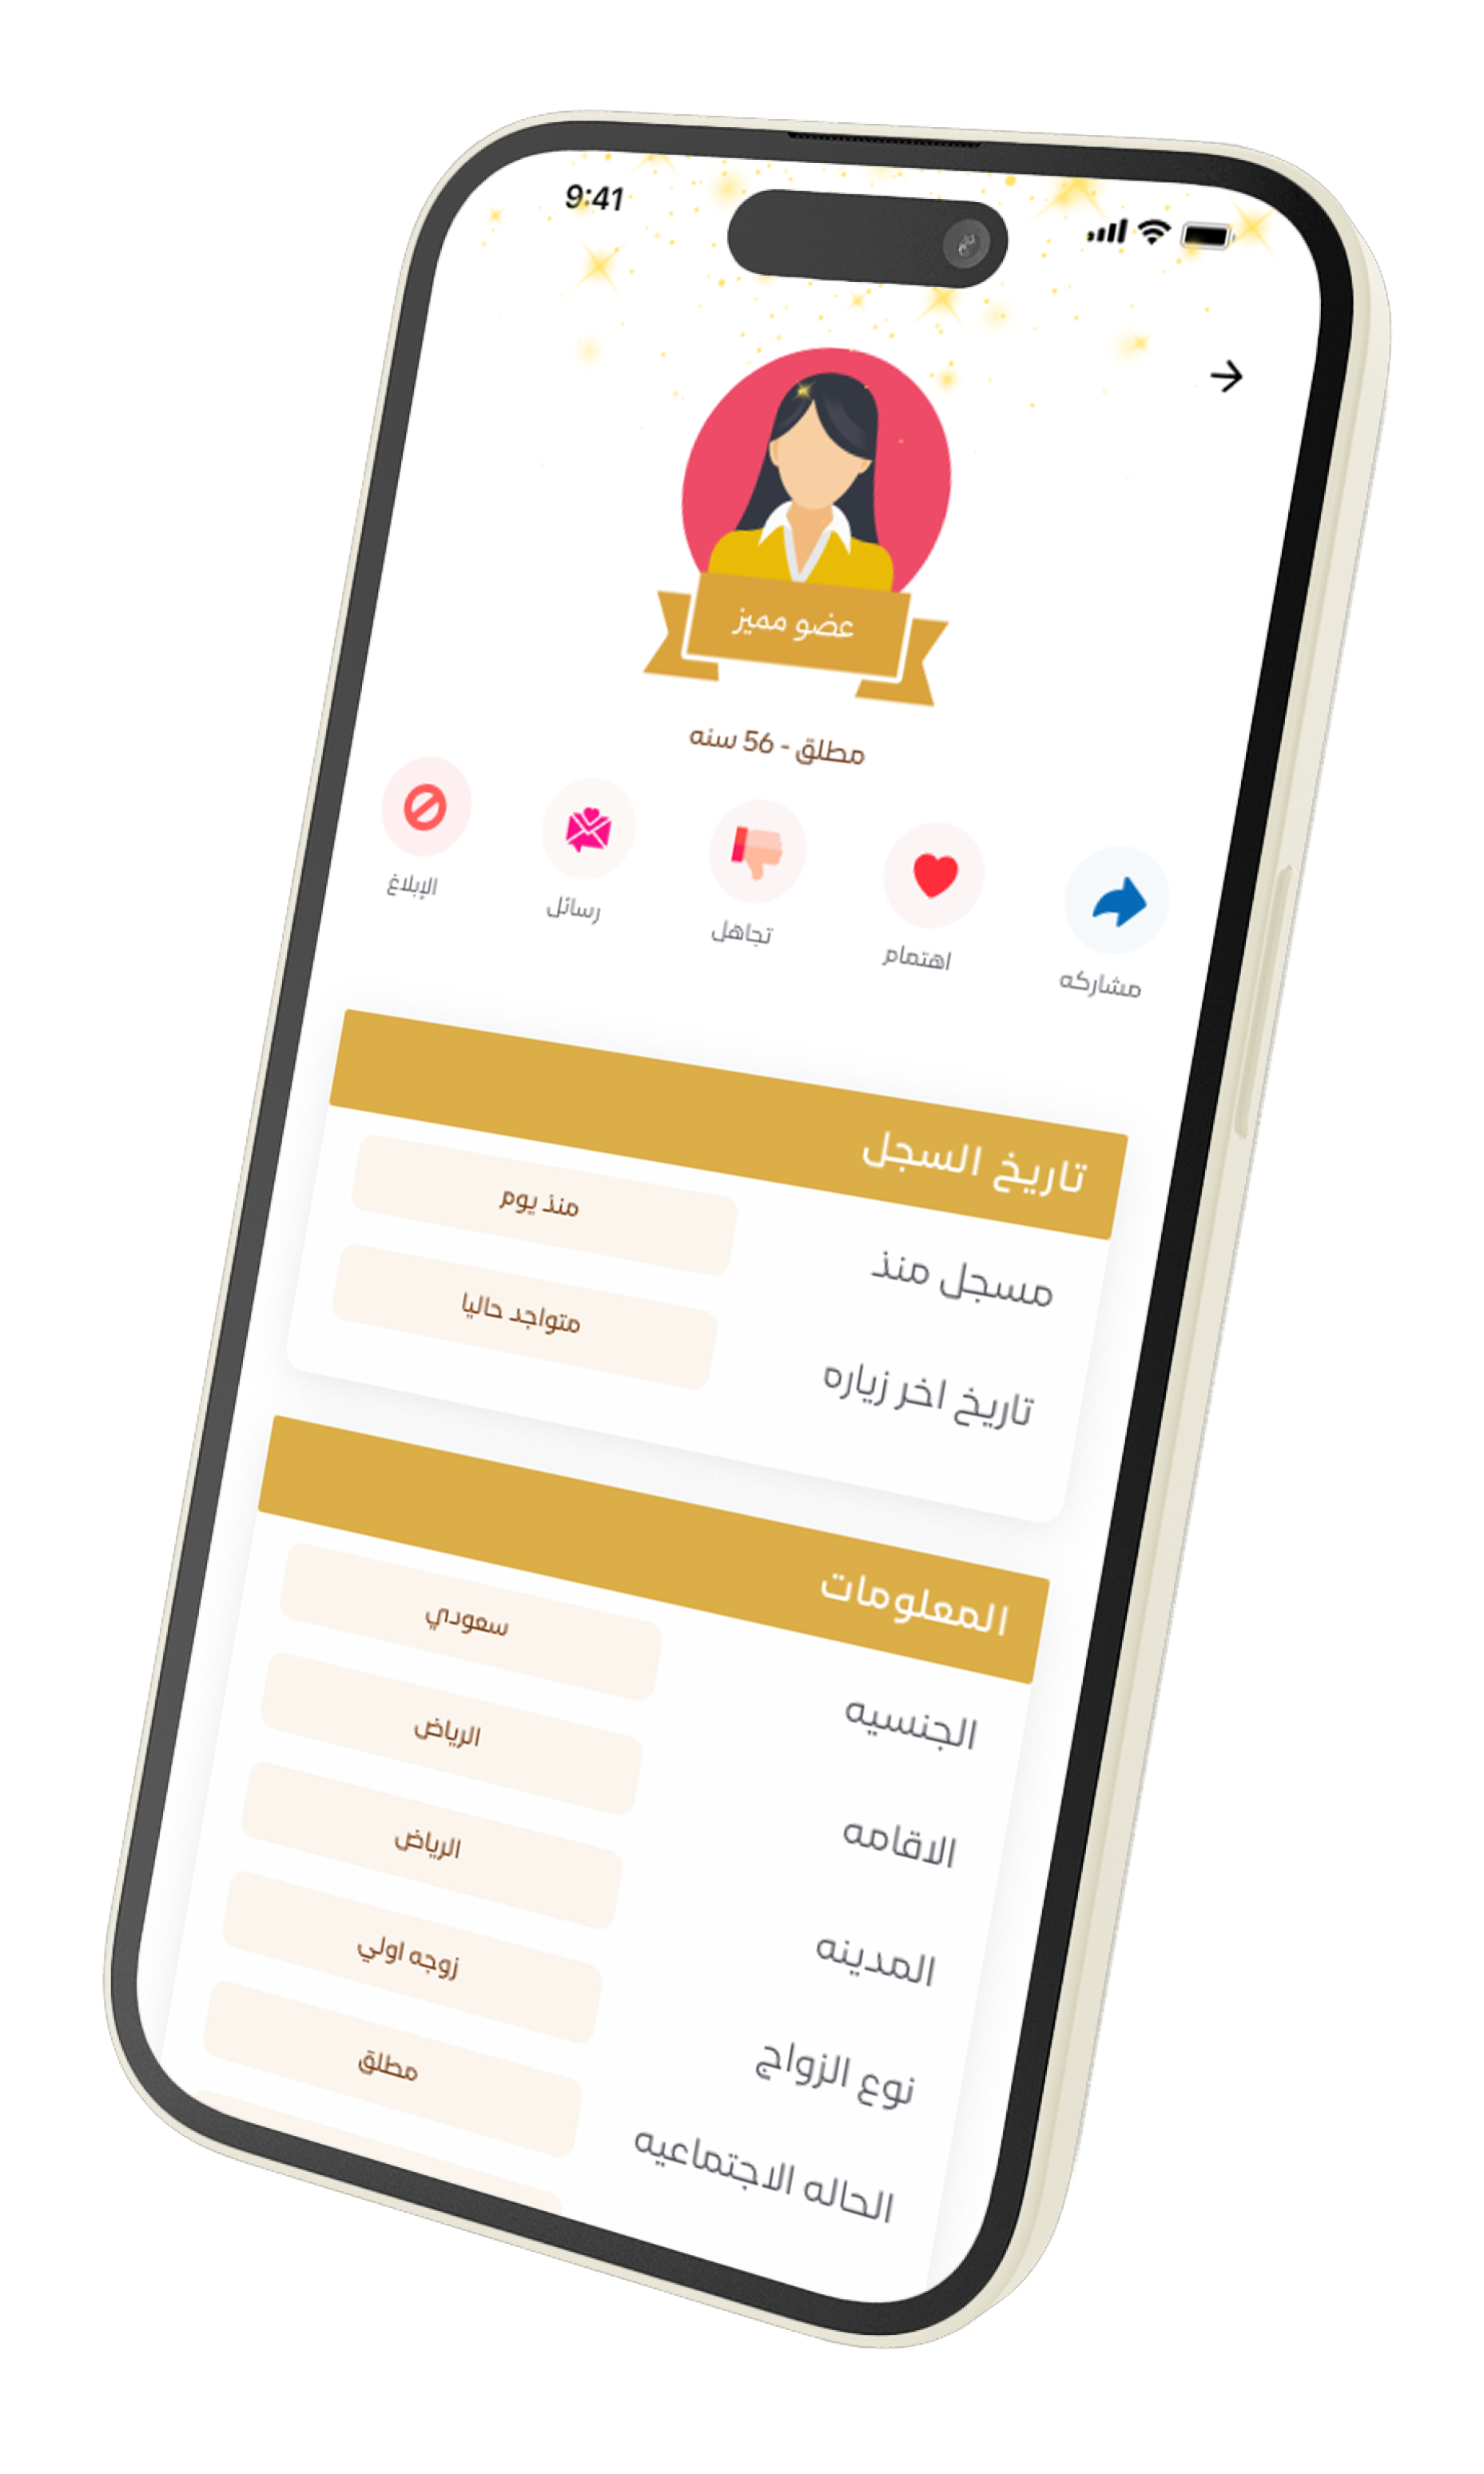 9:41
عضو مميز
مطلق - 56 سنه
مشاركه
اهتمام
تجاهل
رسائل
الإبلاغ
تاريخ السجل
مسجل منذ
منذ يوم
تاريخ اخر زياره
متواجد حاليا
المعلومات
الجنسيه
سعودي
الاقامه
الرياض
المدينه
الرياض
نوع الزواج
زوجه اولي
الحاله الاجتماعيه
مطلق